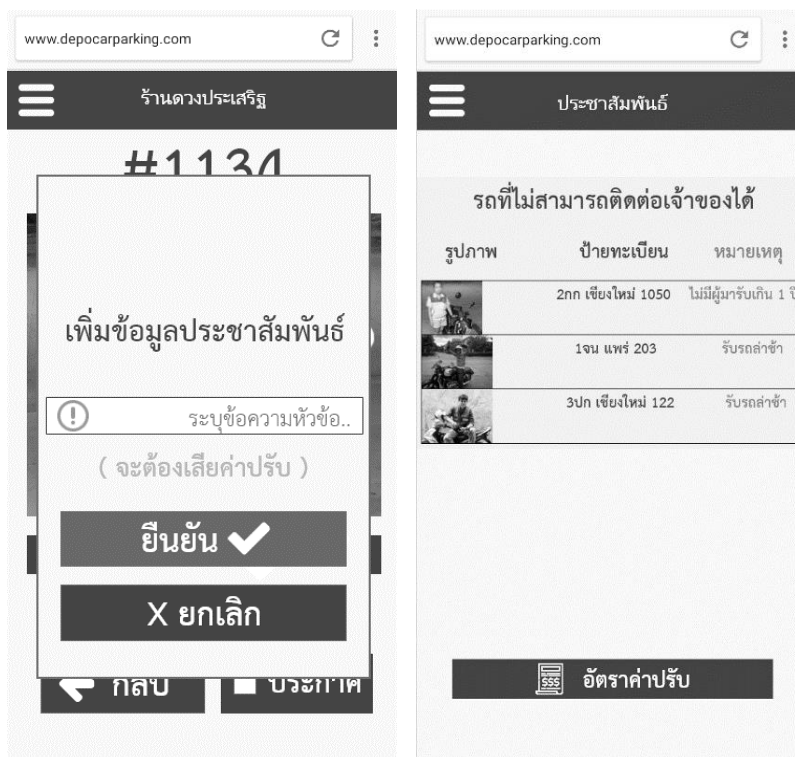 www.depocarparking.com
ร้านดวงประเสริฐ
#1134
เพิ่มข้อมูลประชาสัมพันธ์
ระบุข้อความหัวข้อ..
( จะต้องเสียค่าปรับ )
ยืนยัน
X ยกเลิก
กลับ
ประกาศ
www.depocarparking.com
ประชาสัมพันธ์
รถที่ไม่สามารถติดต่อเจ้าของได้
รูปภาพ ป้ายทะเบียน หมายเหตุ
2กก เชียงใหม่ 1050 ไม่มีผู้มารับเกิน 1 ปี
1จน แพร่ 203 รับรถล่าช้า
3ปก เชียงใหม่ 122 รับรถล่าช้า
$$$ อัตราค่าปรับ